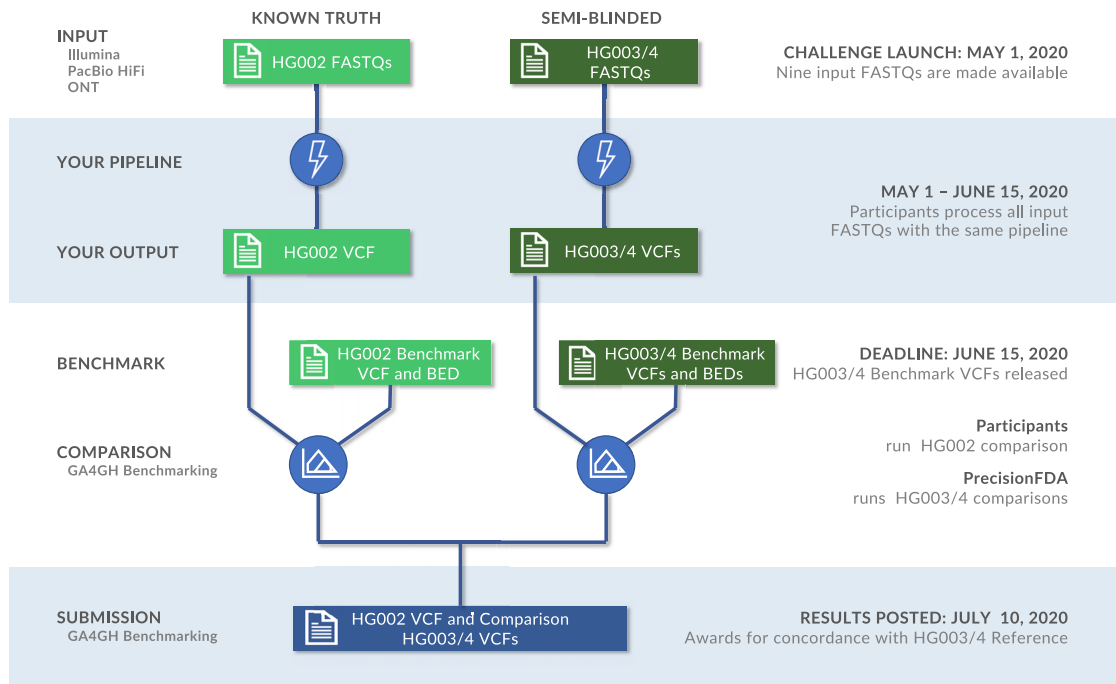 KNOWN TRUTH
SEMI-BLINDED
INPUT
Illumina
PacBio HiFi
ONT
HG002 FASTQs
HG003/4
FASTQs
CHALLENGE LAUNCH: MAY 1, 2020
Nine input FASTQs are made available
YOUR PIPELINE
MAY 1 – JUNE 15, 2020
Participants process all input
FASTQs with the same pipeline
YOUR OUTPUT
HG002 VCF
HG003/4 VCFs
BENCHMARK
HG002 Benchmark
VCF and BED
HG003/4 Benchmark
VCFs and BEDs
DEADLINE: JUNE 15, 2020
HG003/4 Benchmark VCFs released
COMPARISON
GA4GH Benchmarking
Participants
run HG002 comparison
PrecisionFDA
runs HG003/4 comparisons
SUBMISSION
GA4GH Benchmarking
HG002 VCF and Comparison
HG003/4 VCFs
RESULTS POSTED: JULY 10, 2020
Awards for concordance with HG003/4 Reference